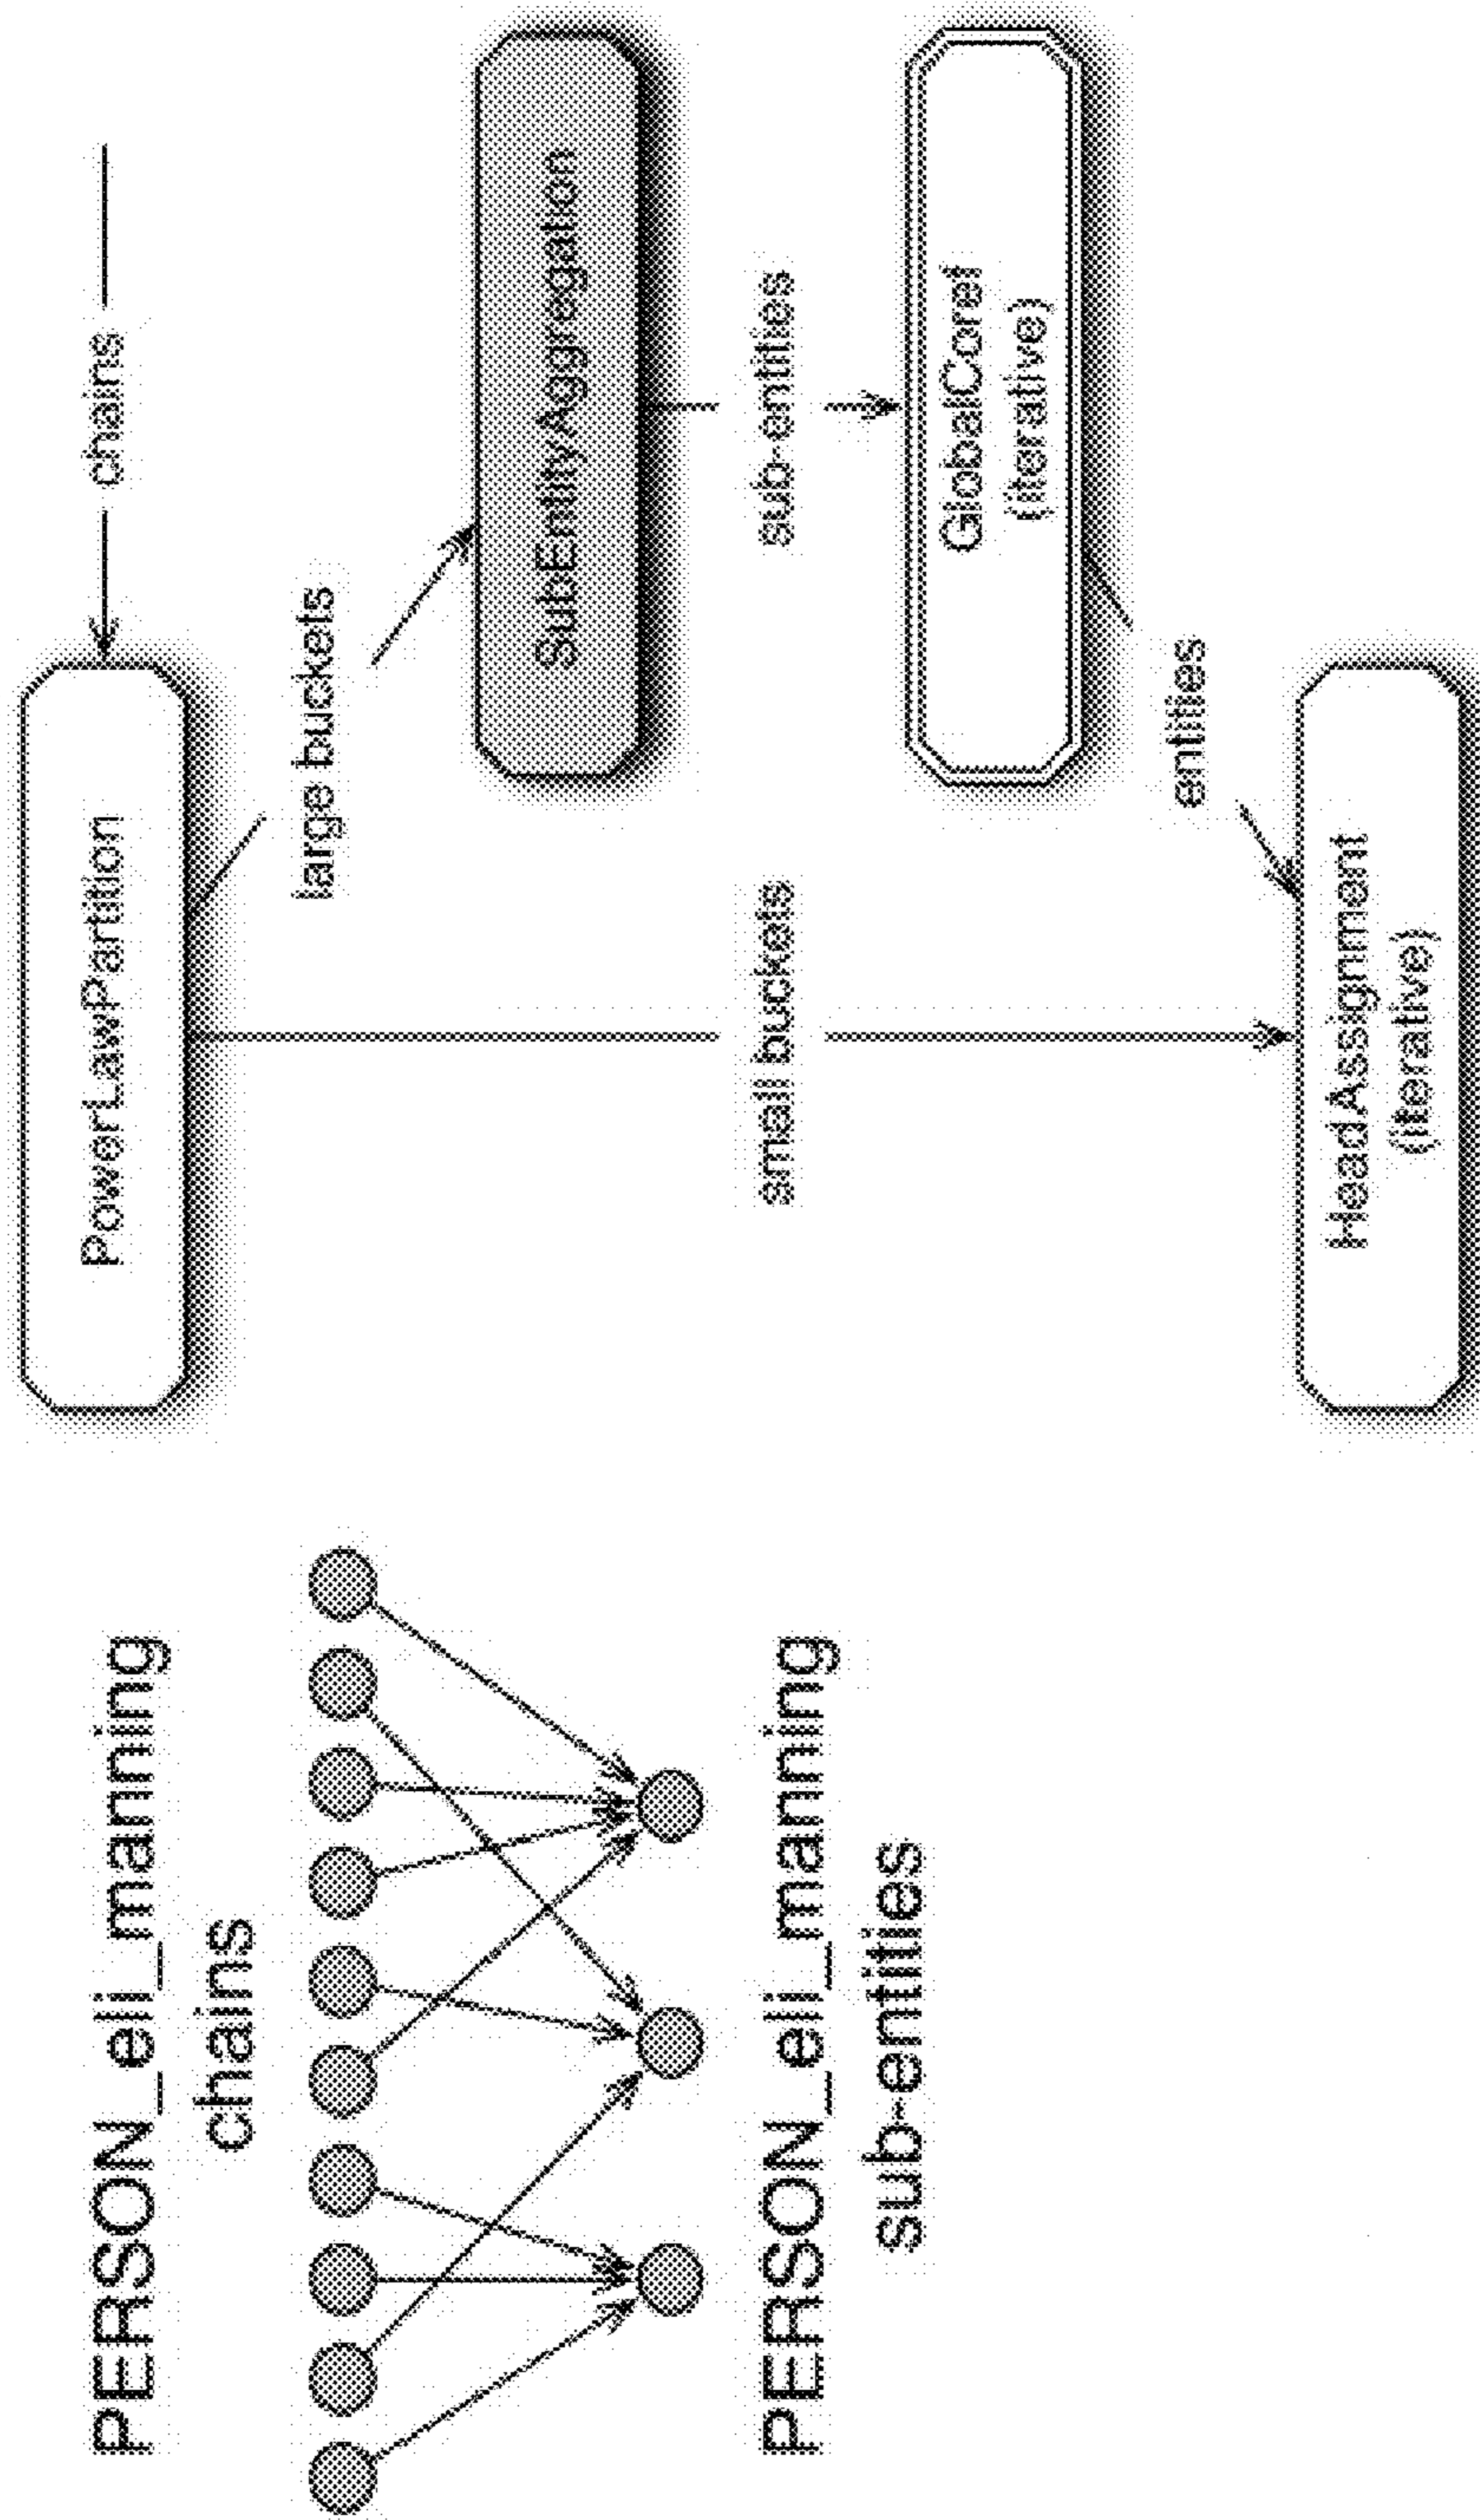 PERSON_eli_manning
chains
PERSON_eli_manning
sub-entities
chains
PowerLawPartition
large buckets
SubEntityAggregation
small buckets
sub-entities
GlobalCoref
(iterative)
entities
HeadAssignment
(iterative)